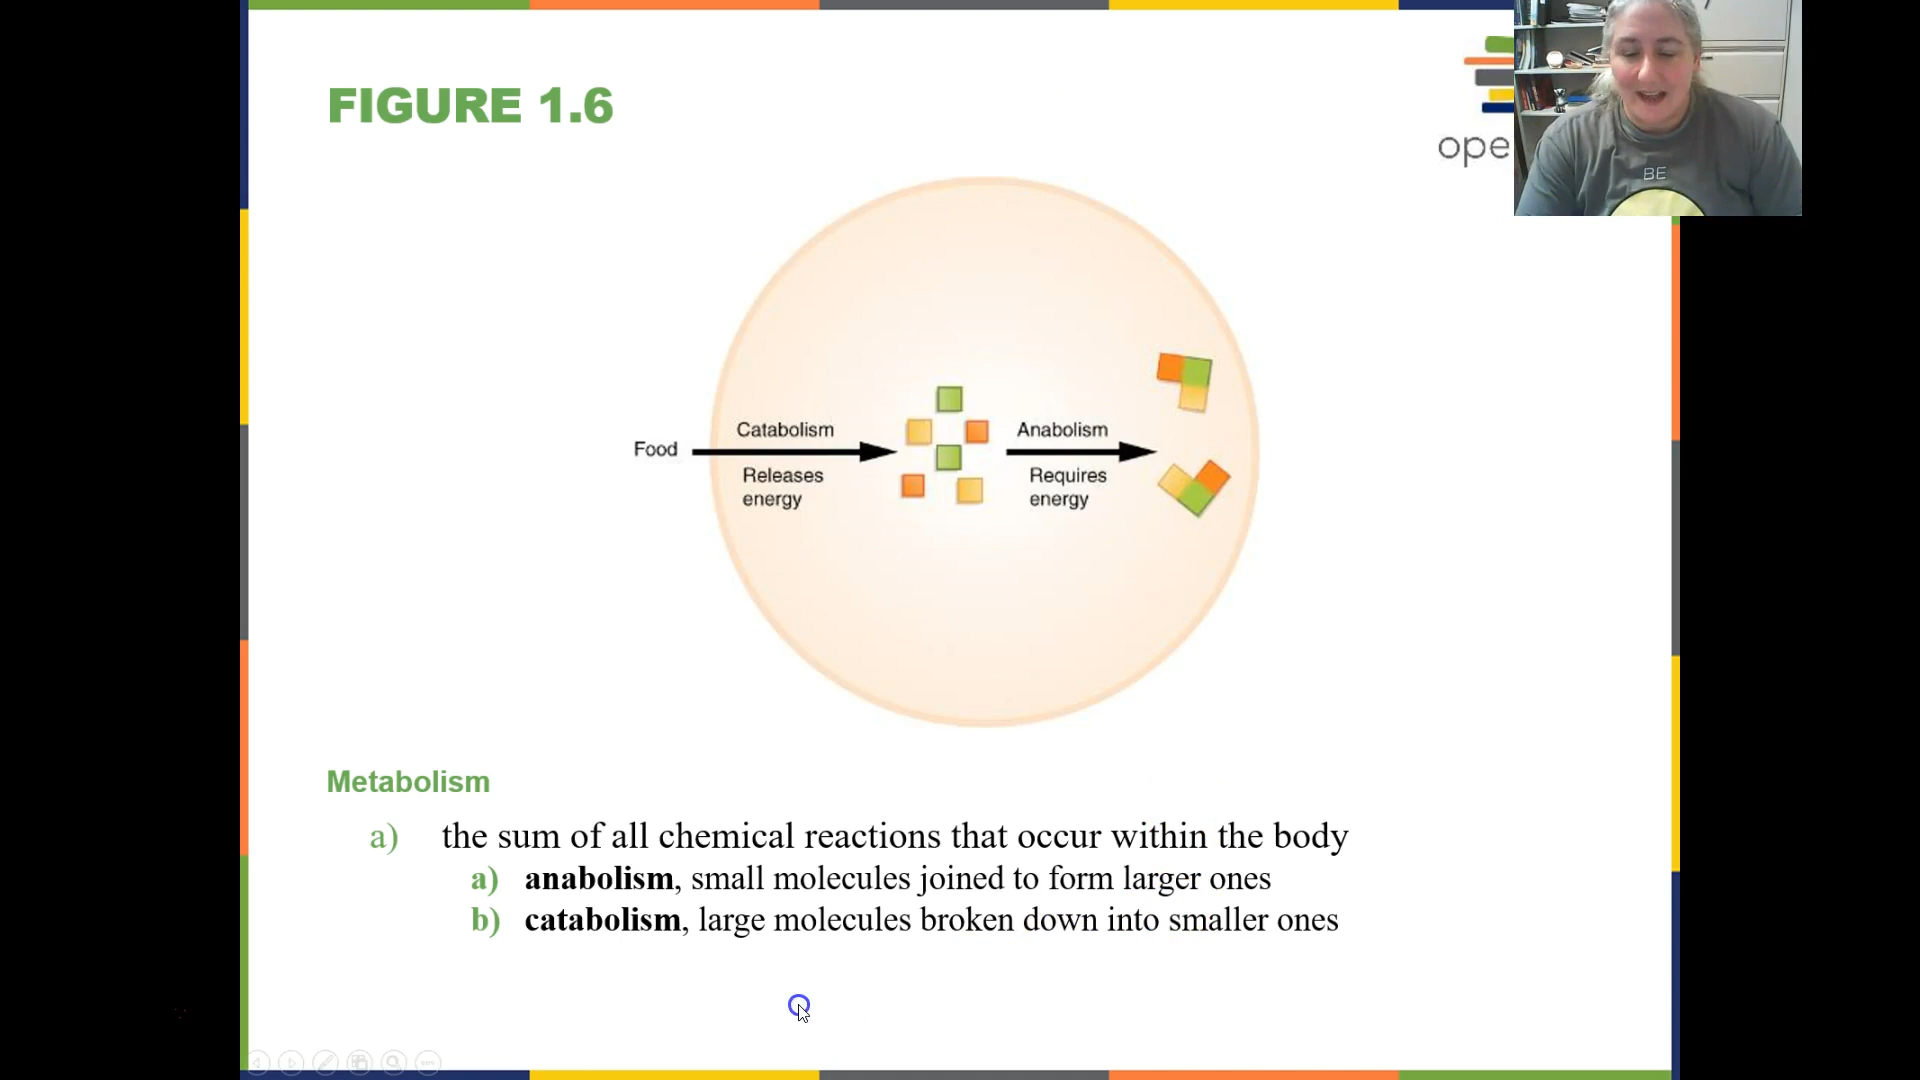 FIGURE 1.6
ope
BE
Food
Catabolism
Releases
energy
Anabolism
Requires
energy
Metabolism
a) the sum of all chemical reactions that occur within the body
a) anabolism, small molecules joined to form larger ones
b) catabolism, large molecules broken down into smaller ones